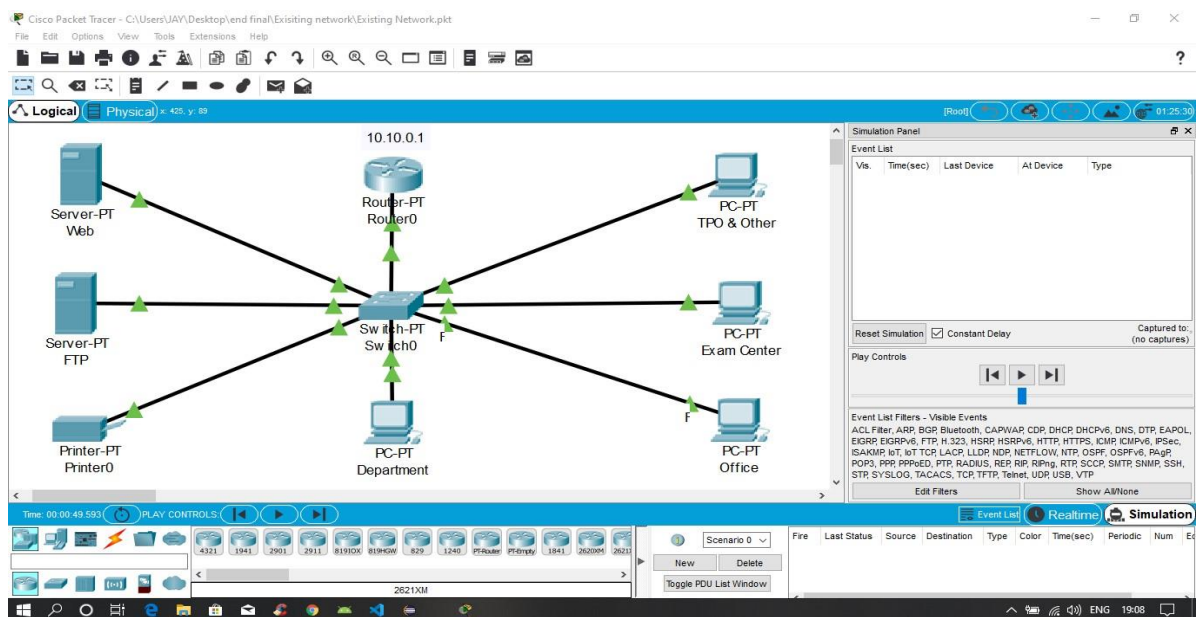 Cisco Packet Tracer - C:\Users\JAY\Desktop\end final\Exisiting network\Existing Network.pkt
File Edit Options View Tools Extensions Help
?
Logical Physical x: 425, y: 89 [Root] 01:25:30
10.10.0.1
Router-PT
Router0
Server-PT
Web
PC-PT
TPO & Other
Server-PT
FTP
Switch-PT
Switch0
F
PC-PT
Exam Center
Printer-PT
Printer0
PC-PT
Department
F
PC-PT
Office
Simulation Panel
Event List
Vis. Time(sec) Last Device At Device Type
Reset Simulation Constant Delay
Captured to:
(no captures)
Play Controls
Event List Filters - Visible Events
ACL Filter, ARP, BGP, Bluetooth, CAPWAP, CDP, DHCP, DHCPv6, DNS, DTP, EAPOL,
EIGRP, EIGRPv6, FTP, H.323, HSRP, HSRPv6, HTTP, HTTPS, ICMP, ICMPv6, IPSec,
ISAKMP, IoT, IoT TCP, LACP, LLDP, NDP, NETFLOW, NTP, OSPF, OSPFv6, PAgP,
POP3, PPP, PPPoED, PTP, RADIUS, REP, RIP, RIPng, RTP, SCCP, SMTP, SNMP, SSH,
STP, SYSLOG, TACACS, TCP, TFTP, Telnet, UDP, USB, VTP
Edit Filters Show All/None
Time: 00:00:49.593 PLAY CONTROLS: Event List Realtime Simulation
4321 1941 2901 2911 819IOX 819HGW 829 1240 PT-Router PT-Empty 1841 2620XM 2621
2621XM
Scenario 0
New Delete
Toggle PDU List Window
Fire Last Status Source Destination Type Color Time(sec) Periodic Num Ed
ENG 19:08